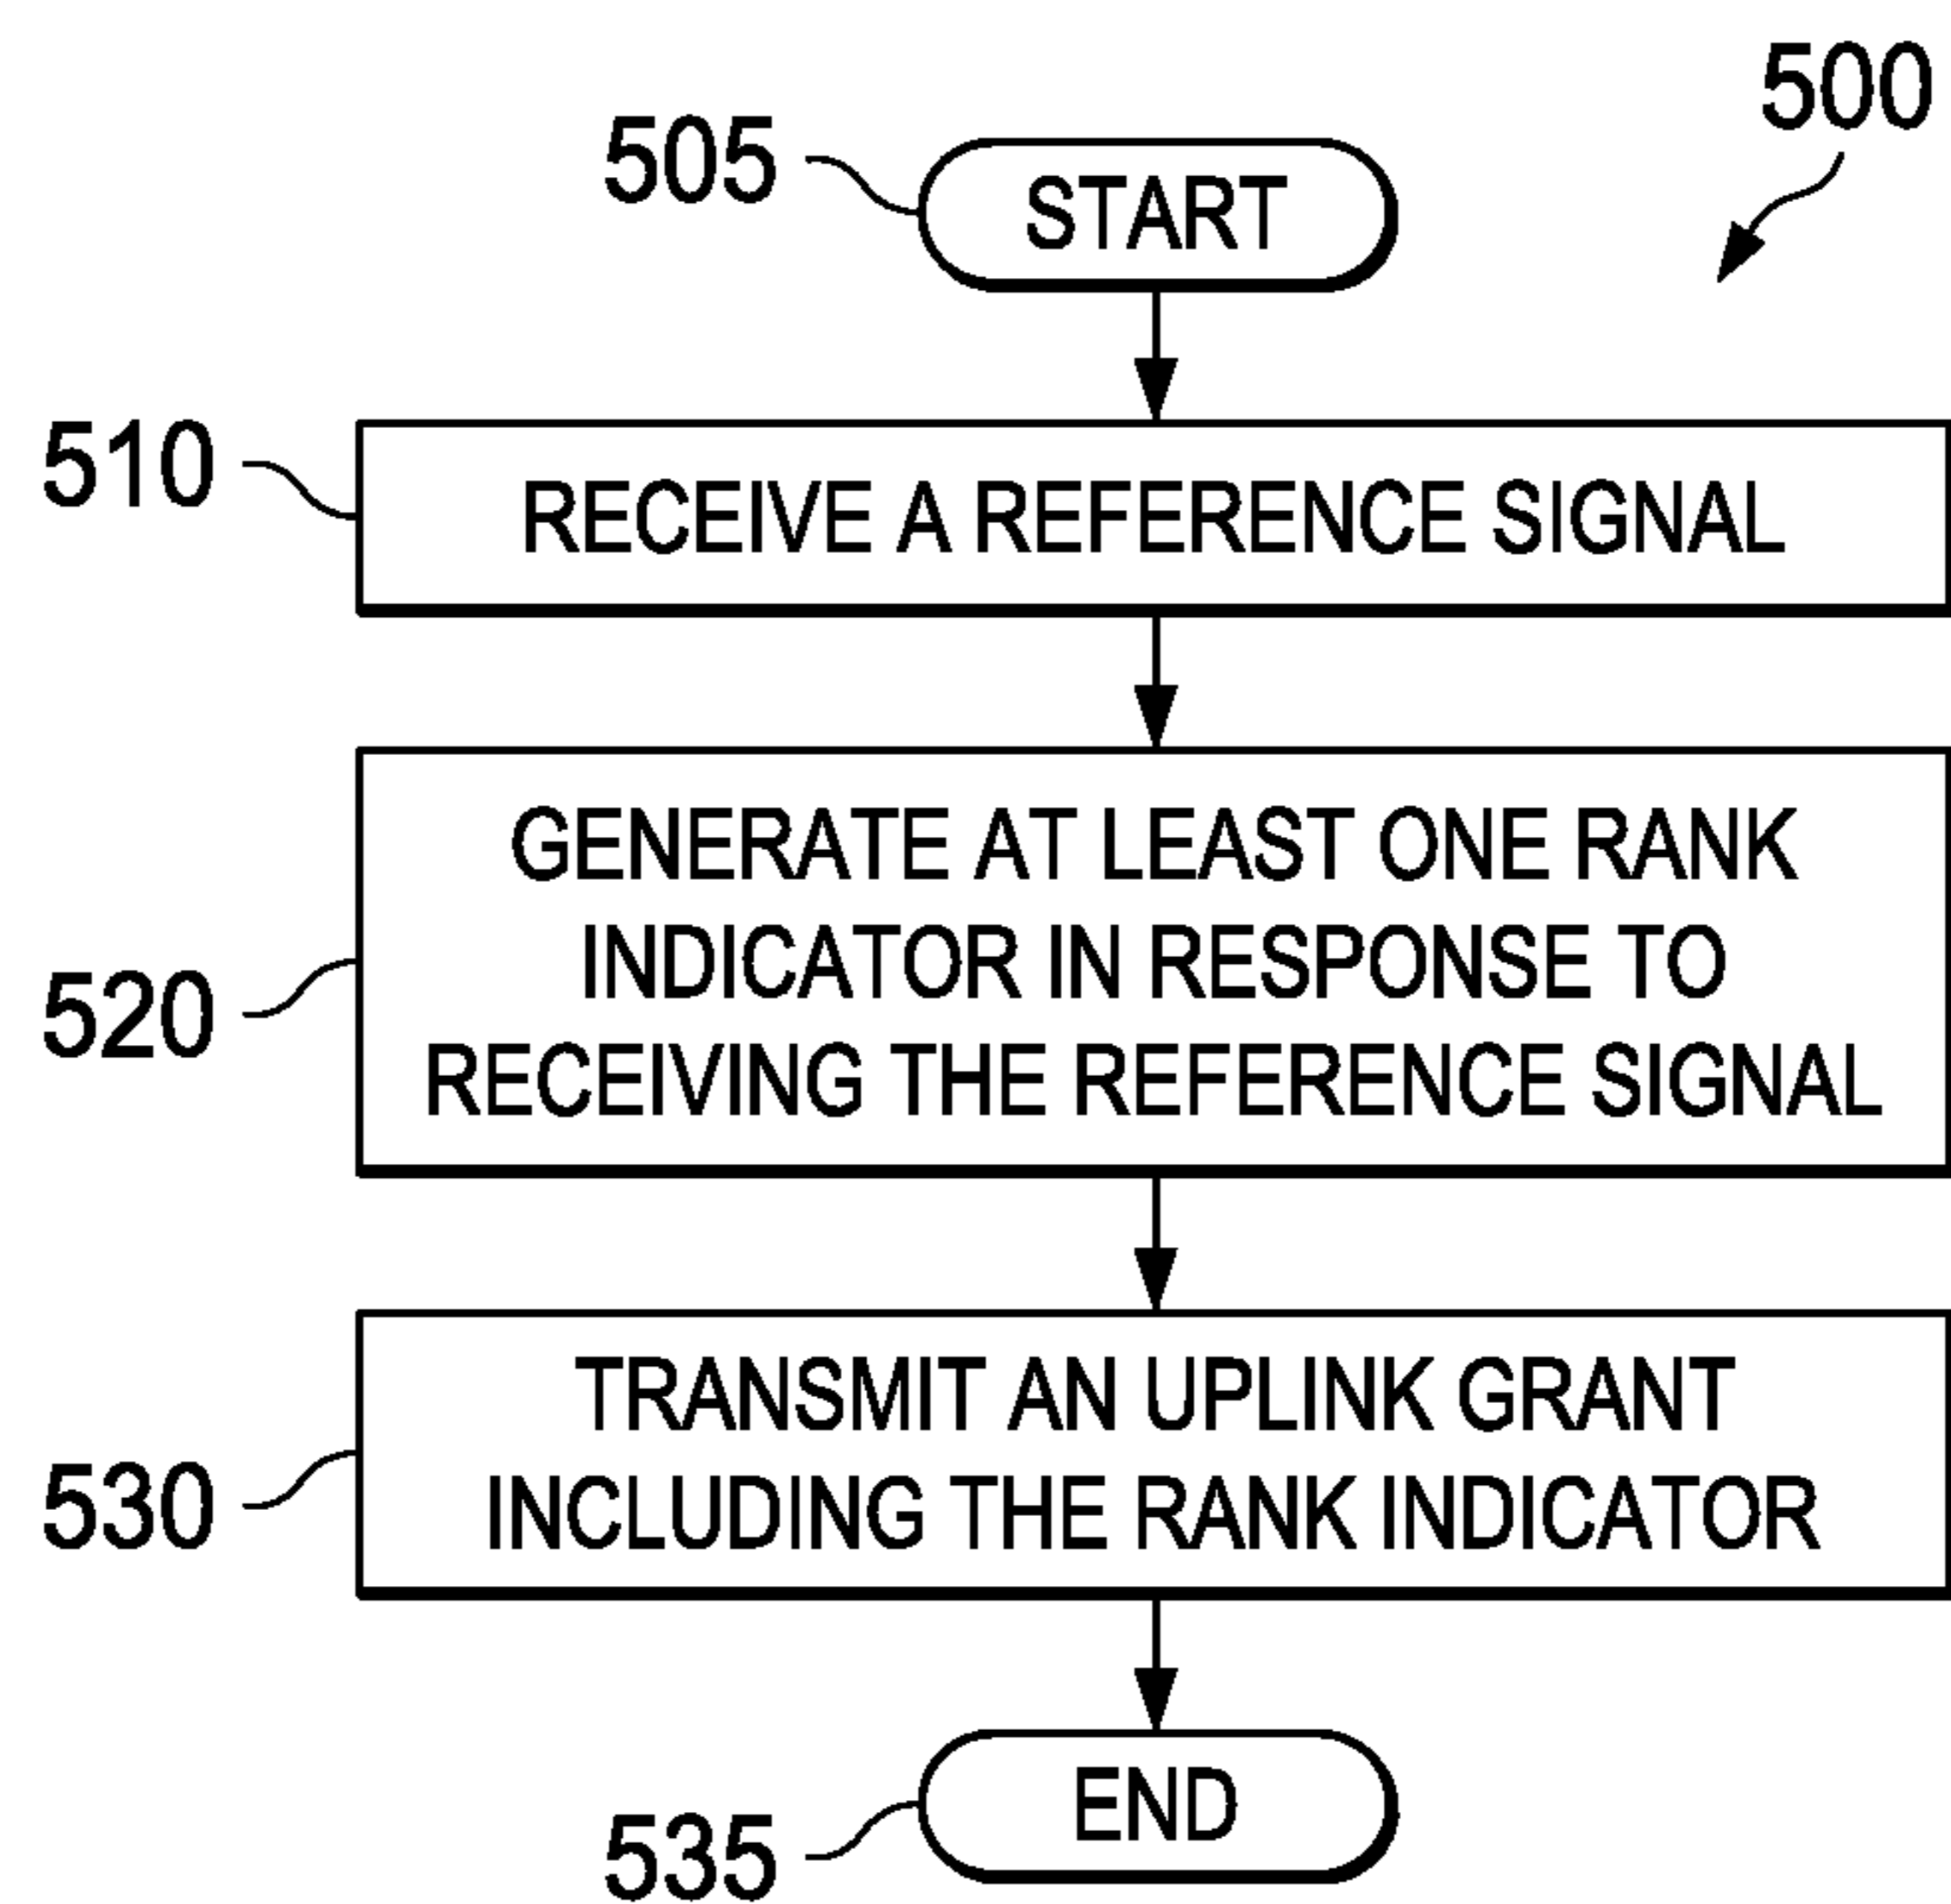 500
505
START
510
RECEIVE A REFERENCE SIGNAL
520
GENERATE AT LEAST ONE RANK
INDICATOR IN RESPONSE TO
RECEIVING THE REFERENCE SIGNAL
530
TRANSMIT AN UPLINK GRANT
INCLUDING THE RANK INDICATOR
535
END